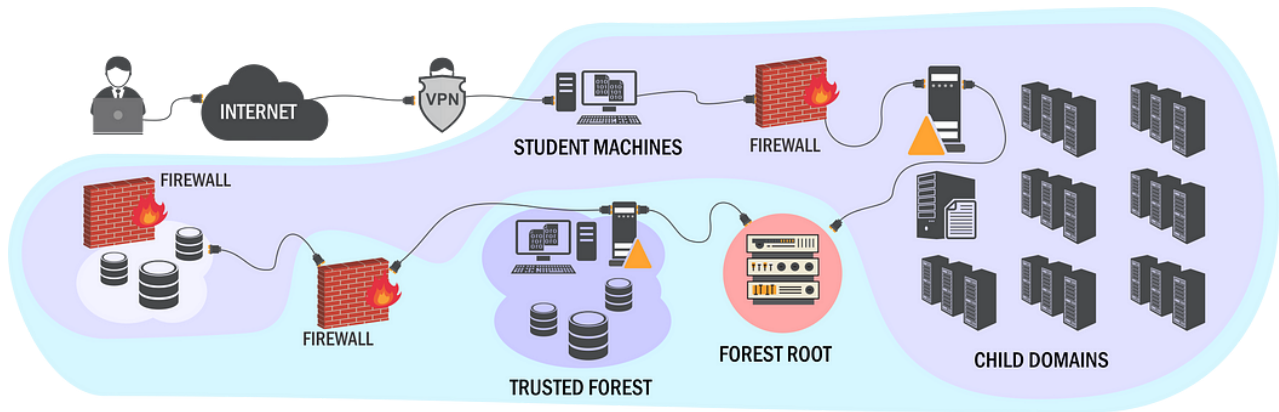 INTERNET
VPN
STUDENT MACHINES
FIREWALL
FIREWALL
FIREWALL
TRUSTED FOREST
FOREST ROOT
CHILD DOMAINS